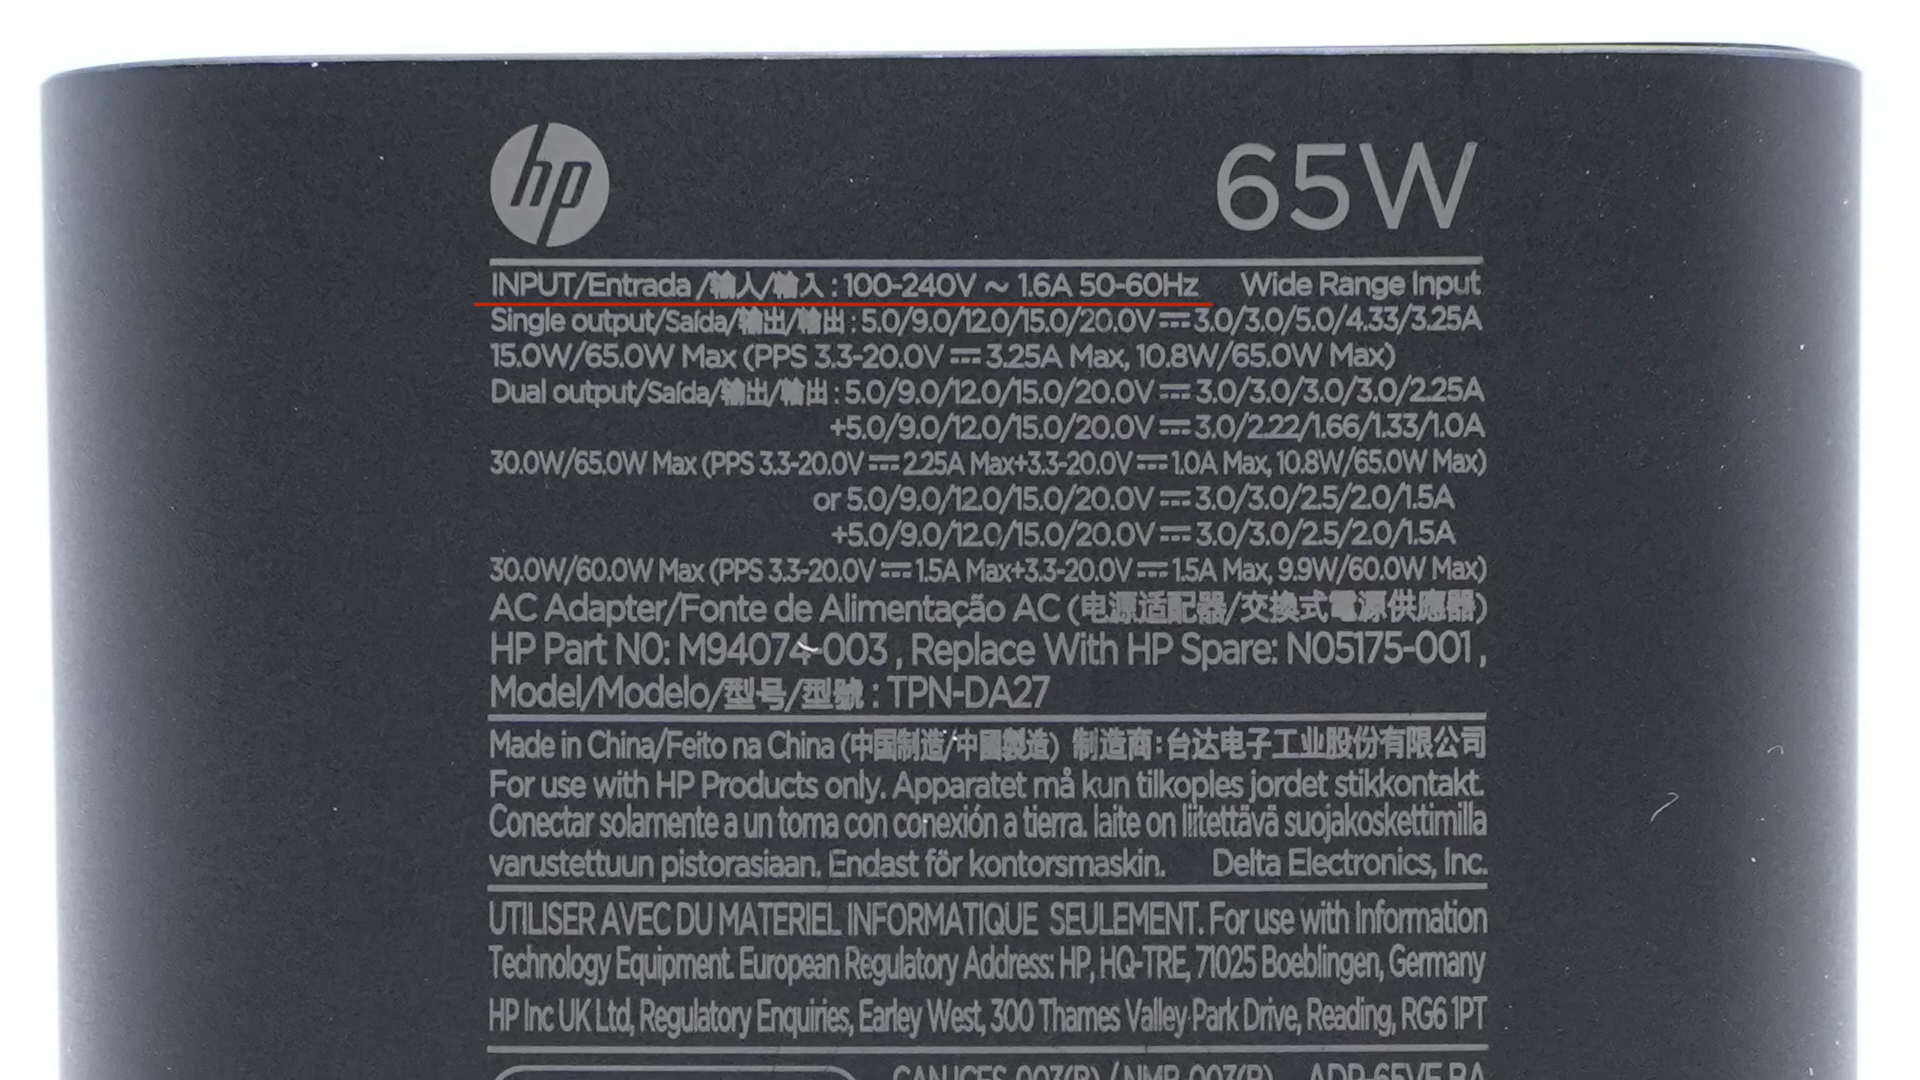 hp 65W
INPUT/Entrada /输入/輸入 : 100-240V ~ 1.6A 50-60Hz Wide Range Input
Single output/Saída/输出/輸出 : 5.0/9.0/12.0/15.0/20.0V⎓3.0/3.0/5.0/4.33/3.25A
15.0W/65.0W Max (PPS 3.3-20.0V ⎓ 3.25A Max, 10.8W/65.0W Max)
Dual output/Saída/输出/輸出 : 5.0/9.0/12.0/15.0/20.0V ⎓ 3.0/3.0/3.0/3.0/2.25A
+5.0/9.0/12.0/15.0/20.0V ⎓ 3.0/2.22/1.66/1.33/1.0A
30.0W/65.0W Max (PPS 3.3-20.0V ⎓ 2.25A Max+3.3-20.0V ⎓ 1.0A Max, 10.8W/65.0W Max)
or 5.0/9.0/12.0/15.0/20.0V ⎓ 3.0/3.0/2.5/2.0/1.5A
+5.0/9.0/12.0/15.0/20.0V ⎓ 3.0/3.0/2.5/2.0/1.5A
30.0W/60.0W Max (PPS 3.3-20.0V ⎓ 1.5A Max+3.3-20.0V ⎓ 1.5A Max, 9.9W/60.0W Max)
AC Adapter/Fonte de Alimentação AC (电源适配器/交換式電源供應器)
HP Part NO: M94074-003 , Replace With HP Spare: N05175-001 ,
Model/Modelo/型号/型號 : TPN-DA27
Made in China/Feito na China (中国制造/中國製造) 制造商:台达电子工业股份有限公司
For use with HP Products only. Apparatet må kun tilkoples jordet stikkontakt.
Conectar solamente a un toma con conexión a tierra. laite on liitettävä suojakoskettimilla
varustettuun pistorasiaan. Endast för kontorsmaskin. Delta Electronics, Inc.
UTILISER AVEC DU MATERIEL INFORMATIQUE SEULEMENT. For use with Information
Technology Equipment. European Regulatory Address: HP, HQ-TRE, 71025 Boeblingen, Germany
HP Inc UK Ltd, Regulatory Enquiries, Earley West, 300 Thames Valley Park Drive, Reading, RG6 1PT